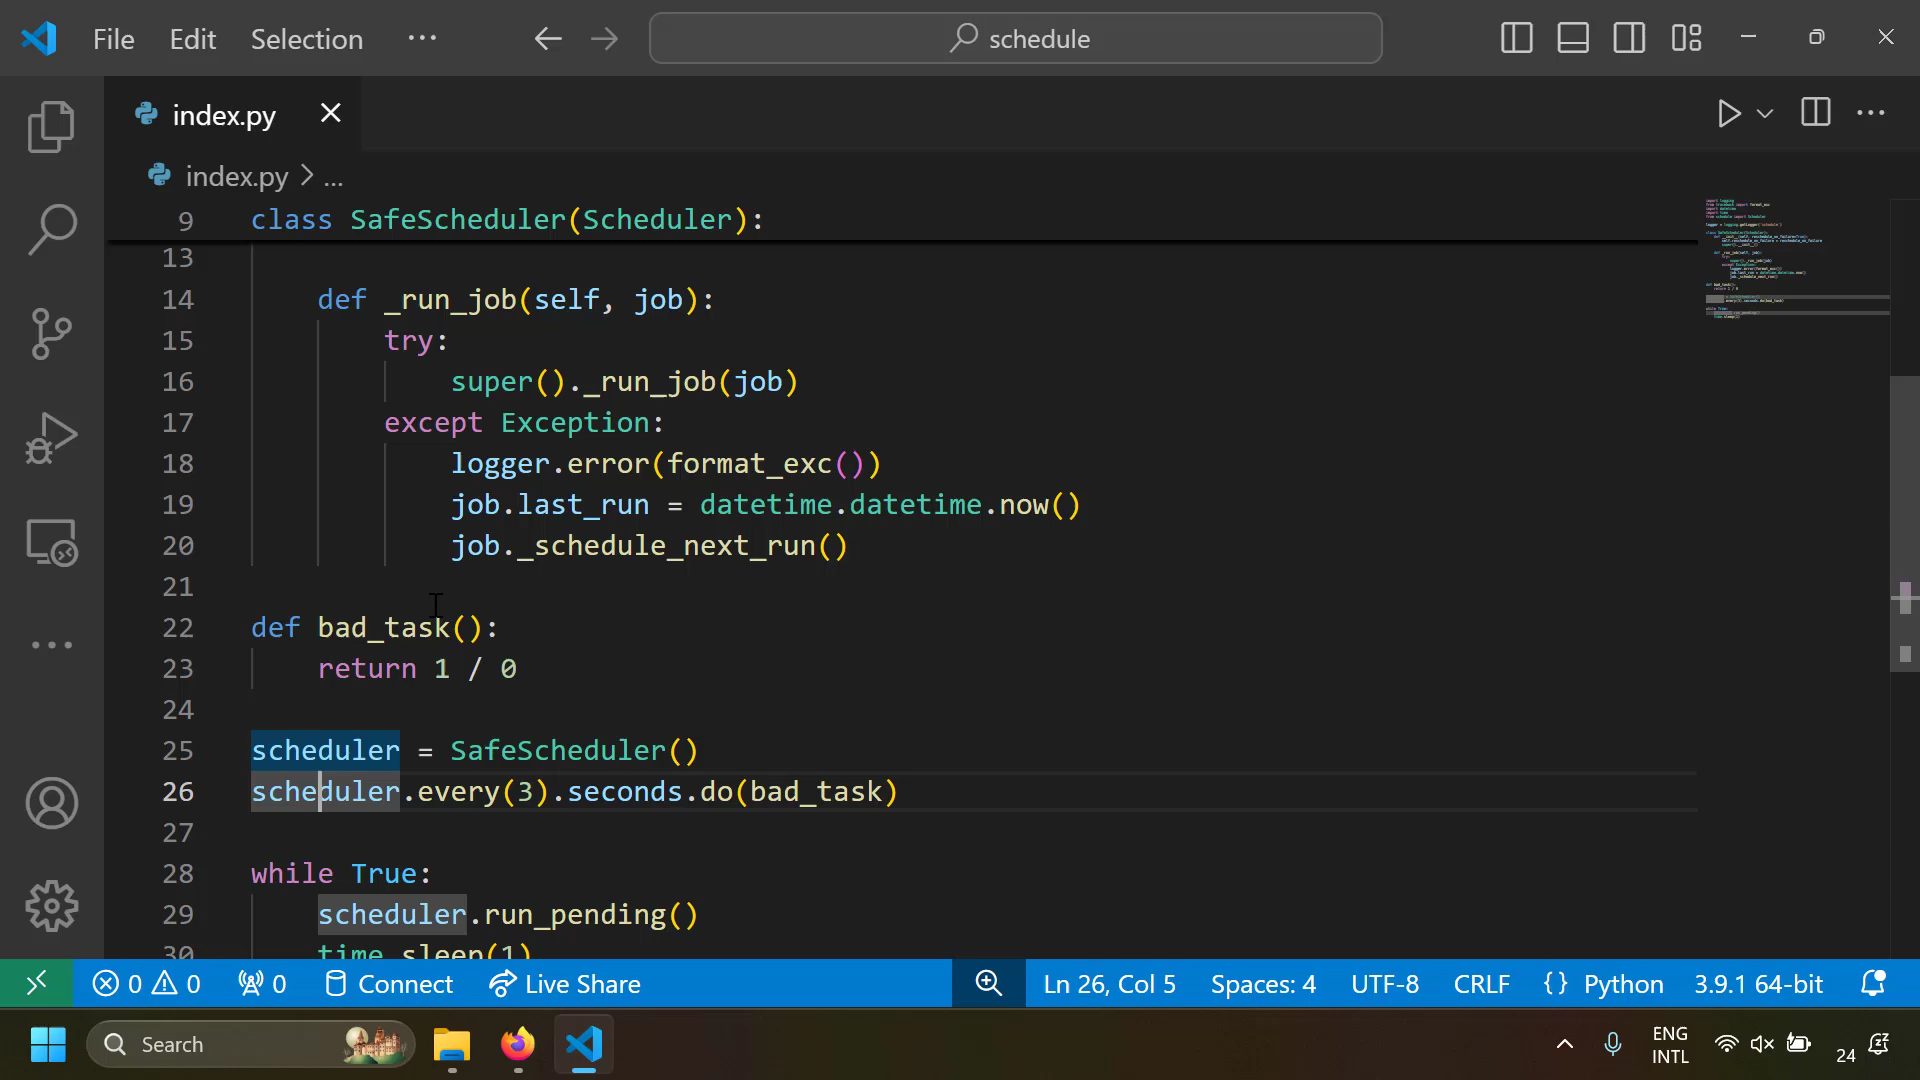 File Edit Selection ··· schedule
index.py
index.py > ...
9 class SafeScheduler(Scheduler):
13
14 def _run_job(self, job):
15 try:
16 super()._run_job(job)
17 except Exception:
18 logger.error(format_exc())
19 job.last_run = datetime.datetime.now()
20 job._schedule_next_run()
21
22 def bad_task():
23 return 1 / 0
24
25 scheduler = SafeScheduler()
26 scheduler.every(3).seconds.do(bad_task)
27
28 while True:
29 scheduler.run_pending()
30 time.sleep(1)
0 0 0 Connect Live Share Ln 26, Col 5 Spaces: 4 UTF-8 CRLF {} Python 3.9.1 64-bit
Search ENG
INTL 24